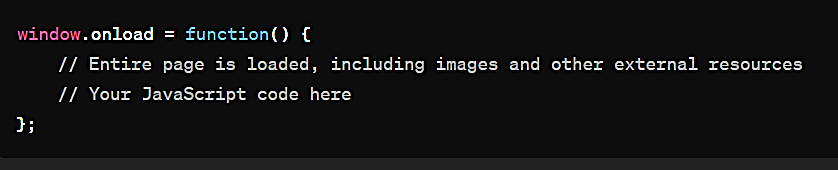 window.onload = function() {
    // Entire page is loaded, including images and other external resources
    // Your JavaScript code here
};